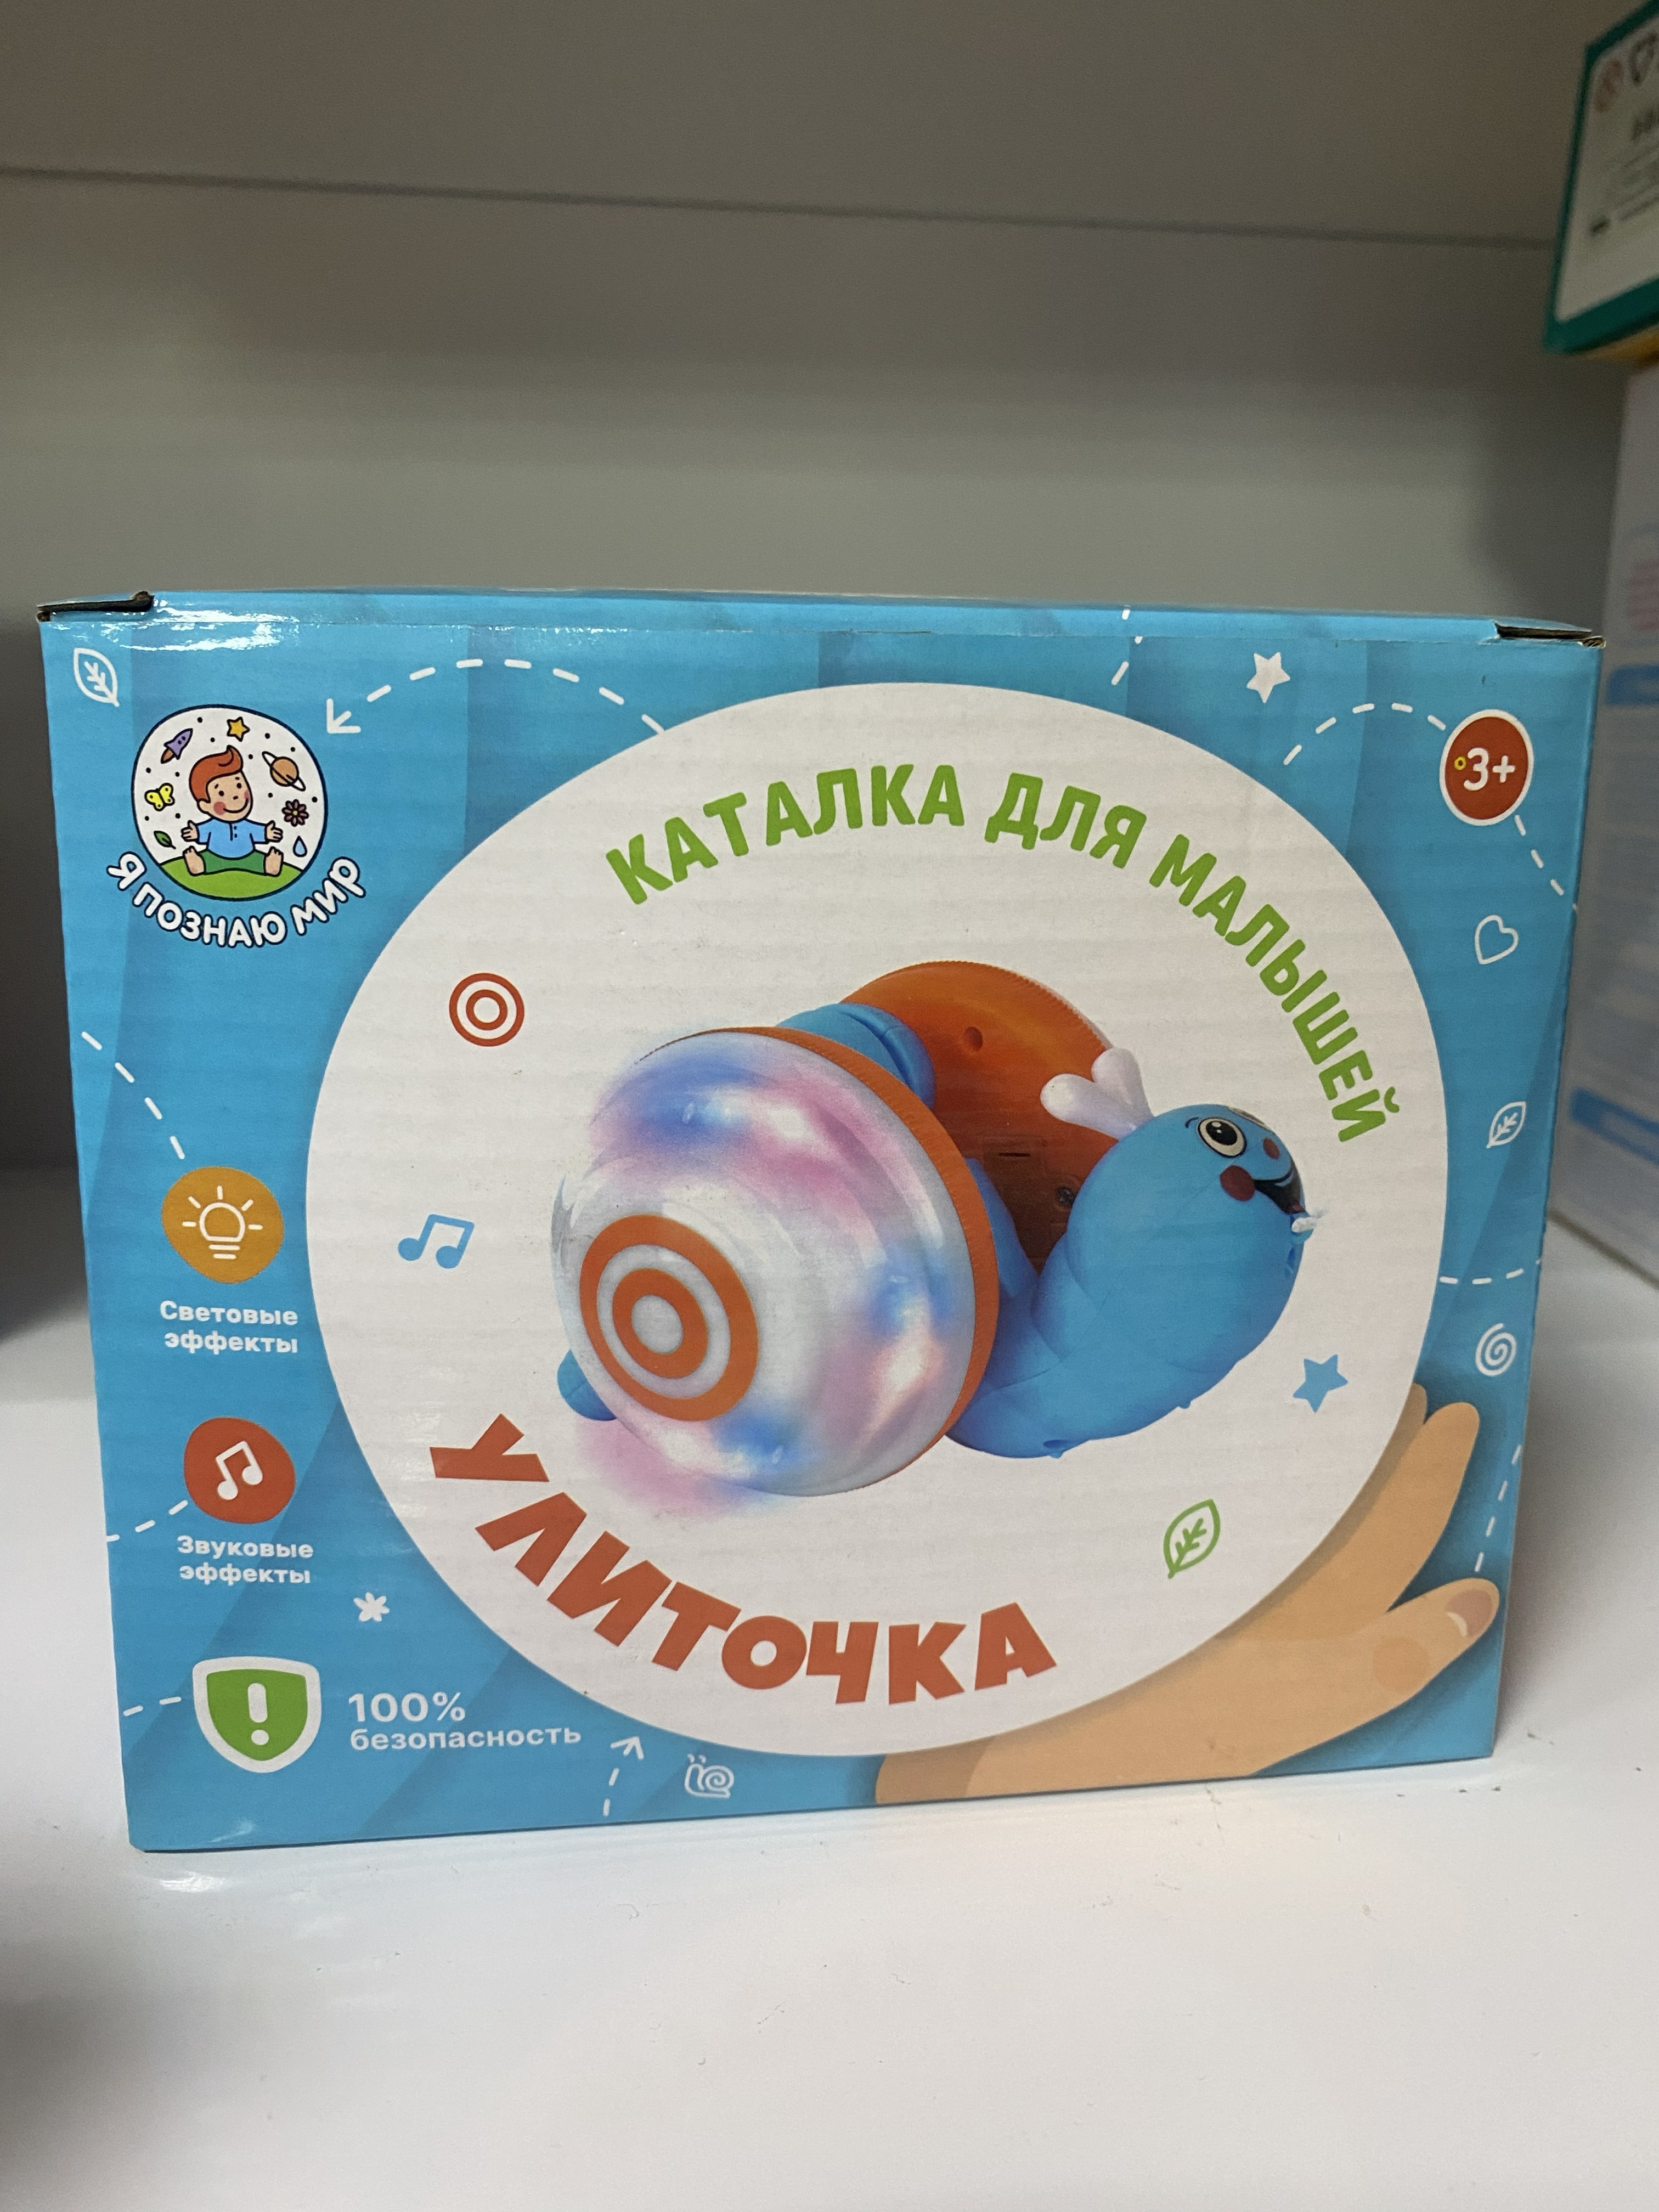 Я ПОЗНАЮ МИР
3+
КАТАЛКА ДЛЯ МАЛЫШЕЙ
Световые
эффекты
Звуковые
эффекты
УЛИТОЧКА
100%
безопасность